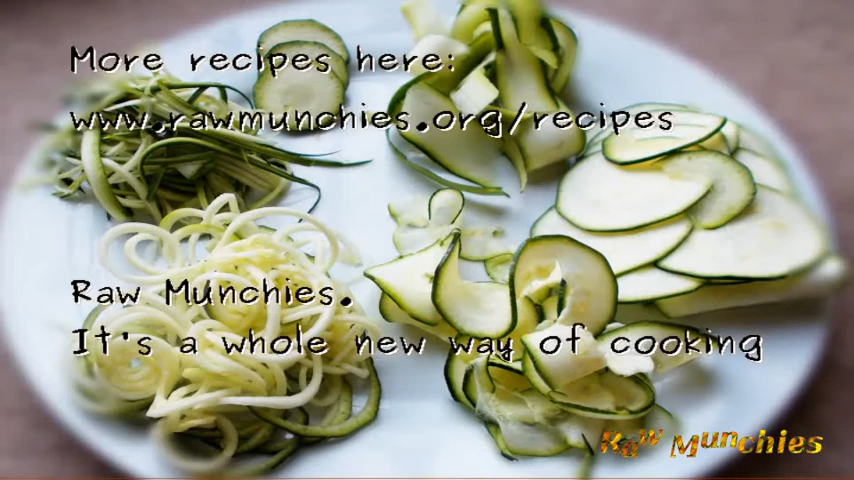 More recipes here:
www.rawmunchies.org/recipes
Raw Munchies.
It's a whole new way of cooking
Raw Munchies